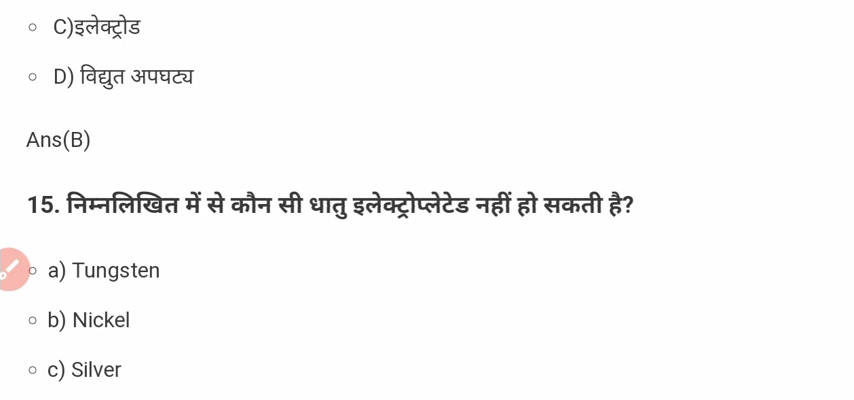 C)इलेक्ट्रोड
D) विद्युत अपघट्य
Ans(B)
15. निम्नलिखित में से कौन सी धातु इलेक्ट्रोप्लेटेड नहीं हो सकती है?
a) Tungsten
b) Nickel
c) Silver